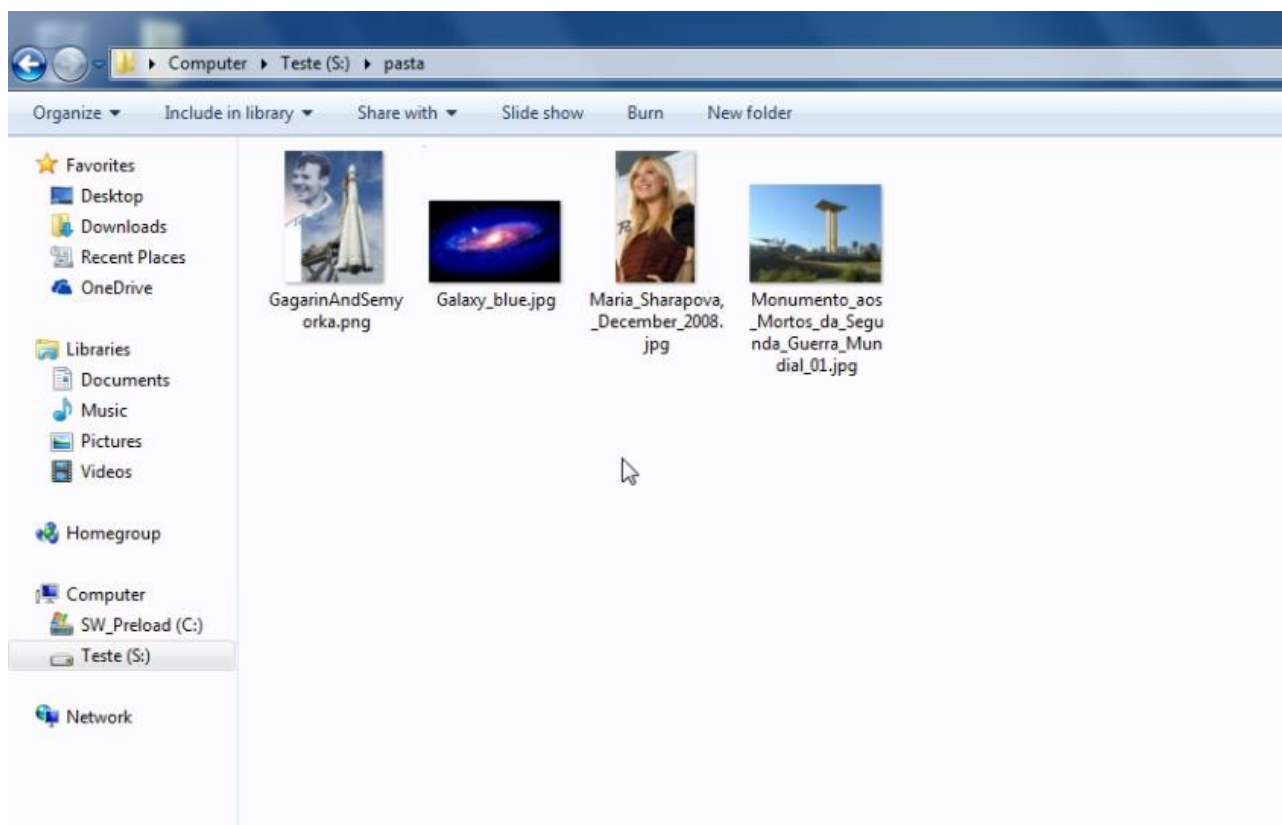 Computer ▸ Teste (S:) ▸ pasta
Organize Include in library Share with Slide show Burn New folder
Favorites
Desktop
Downloads
Recent Places
OneDrive
Libraries
Documents
Music
Pictures
Videos
Homegroup
Computer
SW_Preload (C:)
Teste (S:)
Network
GagarinAndSemy
orka.png
Galaxy_blue.jpg
Maria_Sharapova,
_December_2008.
jpg
Monumento_aos
_Mortos_da_Segu
nda_Guerra_Mun
dial_01.jpg